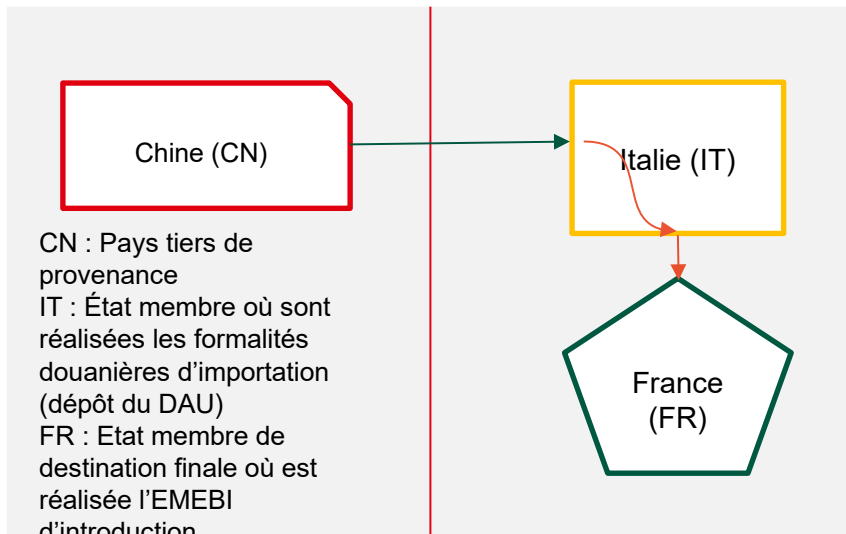 Chine (CN)
Italie (IT)
CN : Pays tiers de
provenance
IT : État membre où sont
réalisées les formalités
douanières d’importation
(dépôt du DAU)
FR : Etat membre de
destination finale où est
réalisée l’EMEBI
d’introduction
France
(FR)